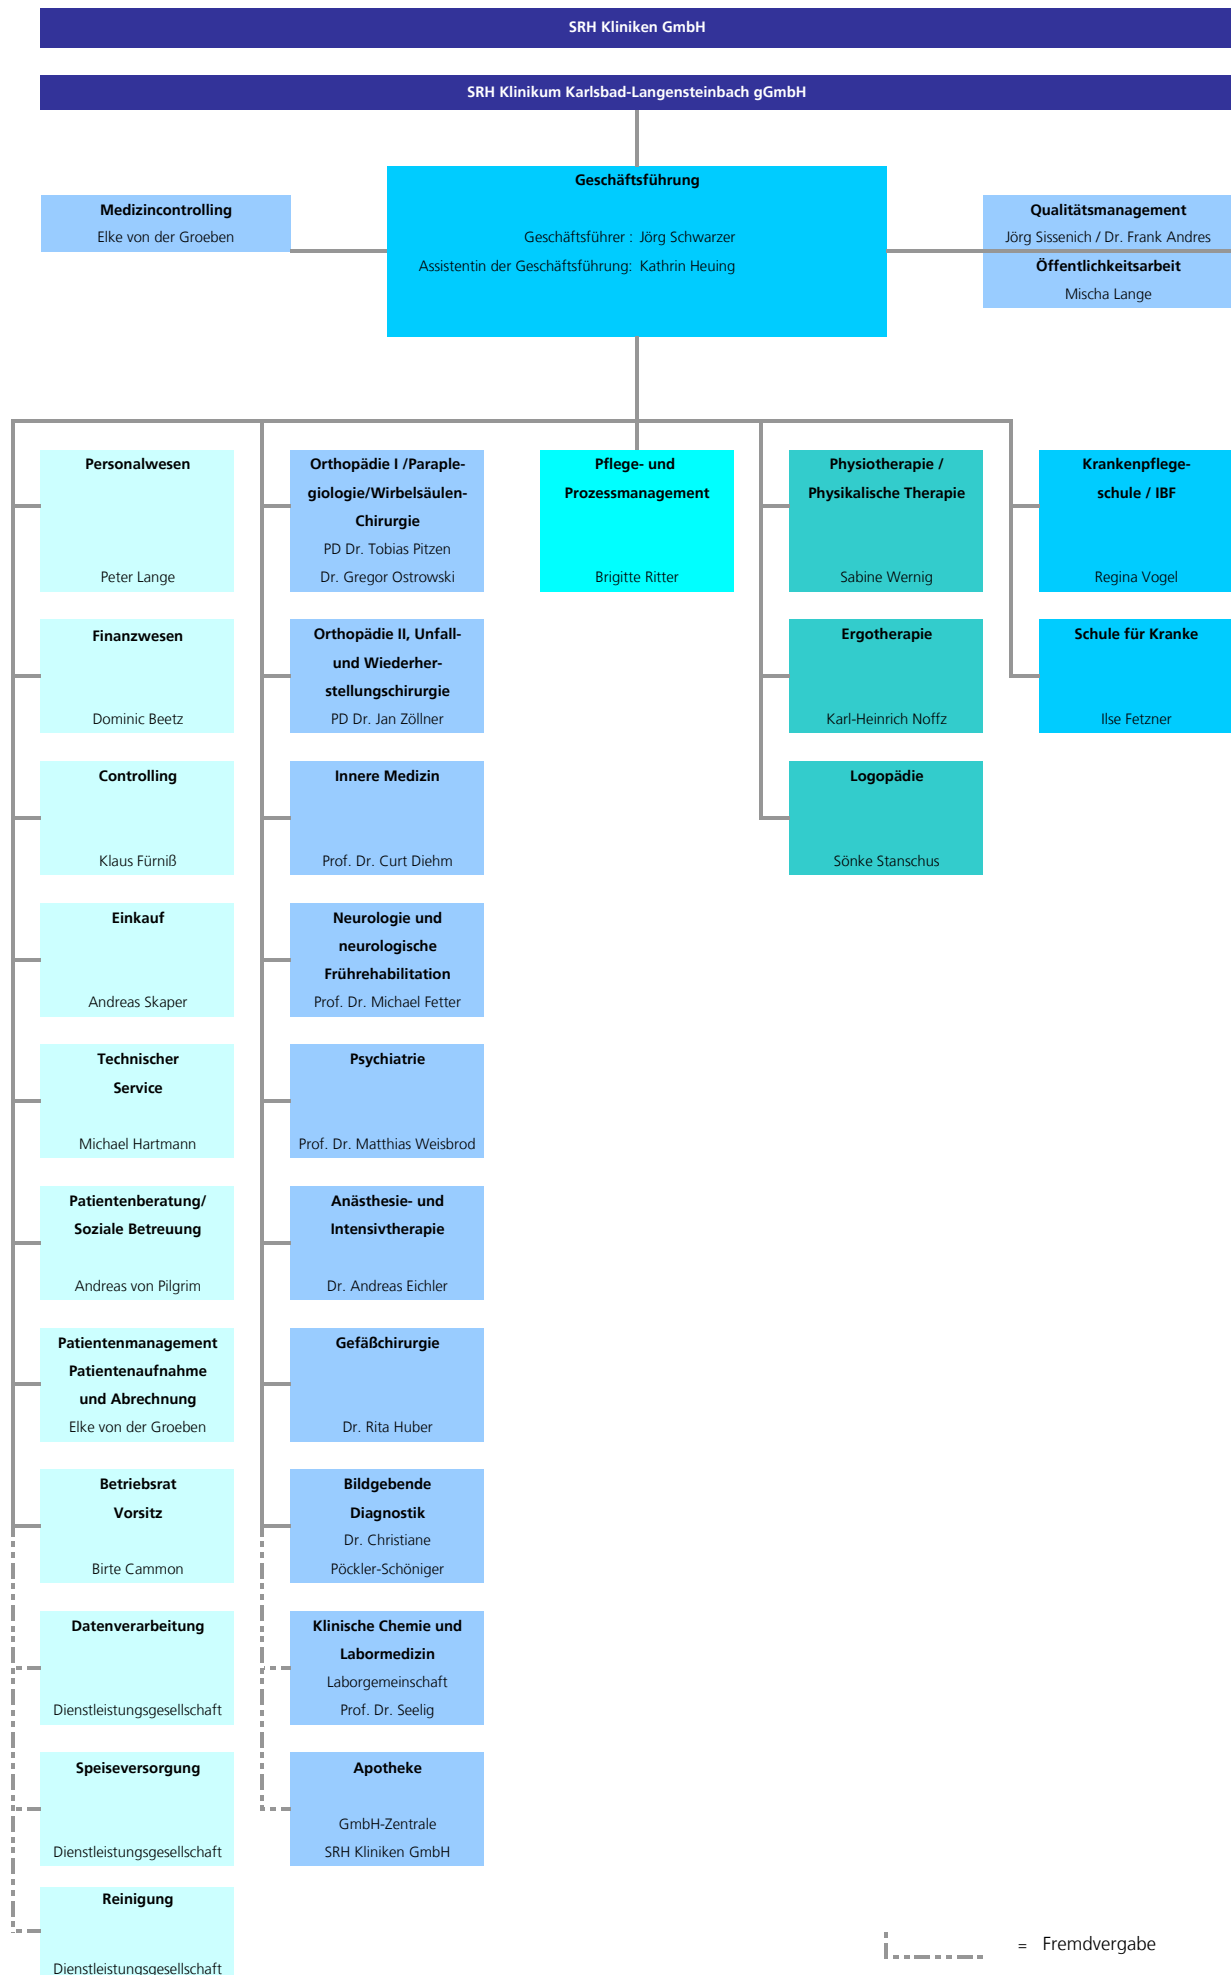 SRH Kliniken GmbH
SRH Klinikum Karlsbad-Langensteinbach gGmbH
Geschäftsführung
Geschäftsführer : Jörg Schwarzer
Assistentin der Geschäftsführung: Kathrin Heuing
Medizincontrolling
Elke von der Groeben
Qualitätsmanagement
Jörg Sissenich / Dr. Frank Andres
Öffentlichkeitsarbeit
Mischa Lange
Personalwesen
Peter Lange
Finanzwesen
Dominic Beetz
Controlling
Klaus Fürniß
Einkauf
Andreas Skaper
Technischer
Service
Michael Hartmann
Patientenberatung/
Soziale Betreuung
Andreas von Pilgrim
Patientenmanagement
Patientenaufnahme
und Abrechnung
Elke von der Groeben
Betriebsrat
Vorsitz
Birte Cammon
Datenverarbeitung
Dienstleistungsgesellschaft
Speiseversorgung
Dienstleistungsgesellschaft
Reinigung
Dienstleistungsgesellschaft
Orthopädie I /Paraple-
giologie/Wirbelsäulen-
Chirurgie
PD Dr. Tobias Pitzen
Dr. Gregor Ostrowski
Orthopädie II, Unfall-
und Wiederher-
stellungschirurgie
PD Dr. Jan Zöllner
Innere Medizin
Prof. Dr. Curt Diehm
Neurologie und
neurologische
Frührehabilitation
Prof. Dr. Michael Fetter
Psychiatrie
Prof. Dr. Matthias Weisbrod
Anästhesie- und
Intensivtherapie
Dr. Andreas Eichler
Gefäßchirurgie
Dr. Rita Huber
Bildgebende
Diagnostik
Dr. Christiane
Pöckler-Schöniger
Klinische Chemie und
Labormedizin
Laborgemeinschaft
Prof. Dr. Seelig
Apotheke
GmbH-Zentrale
SRH Kliniken GmbH
Pflege- und
Prozessmanagement
Brigitte Ritter
Physiotherapie /
Physikalische Therapie
Sabine Wernig
Ergotherapie
Karl-Heinrich Noffz
Logopädie
Sönke Stanschus
Krankenpflege-
schule / IBF
Regina Vogel
Schule für Kranke
Ilse Fetzner
= Fremdvergabe